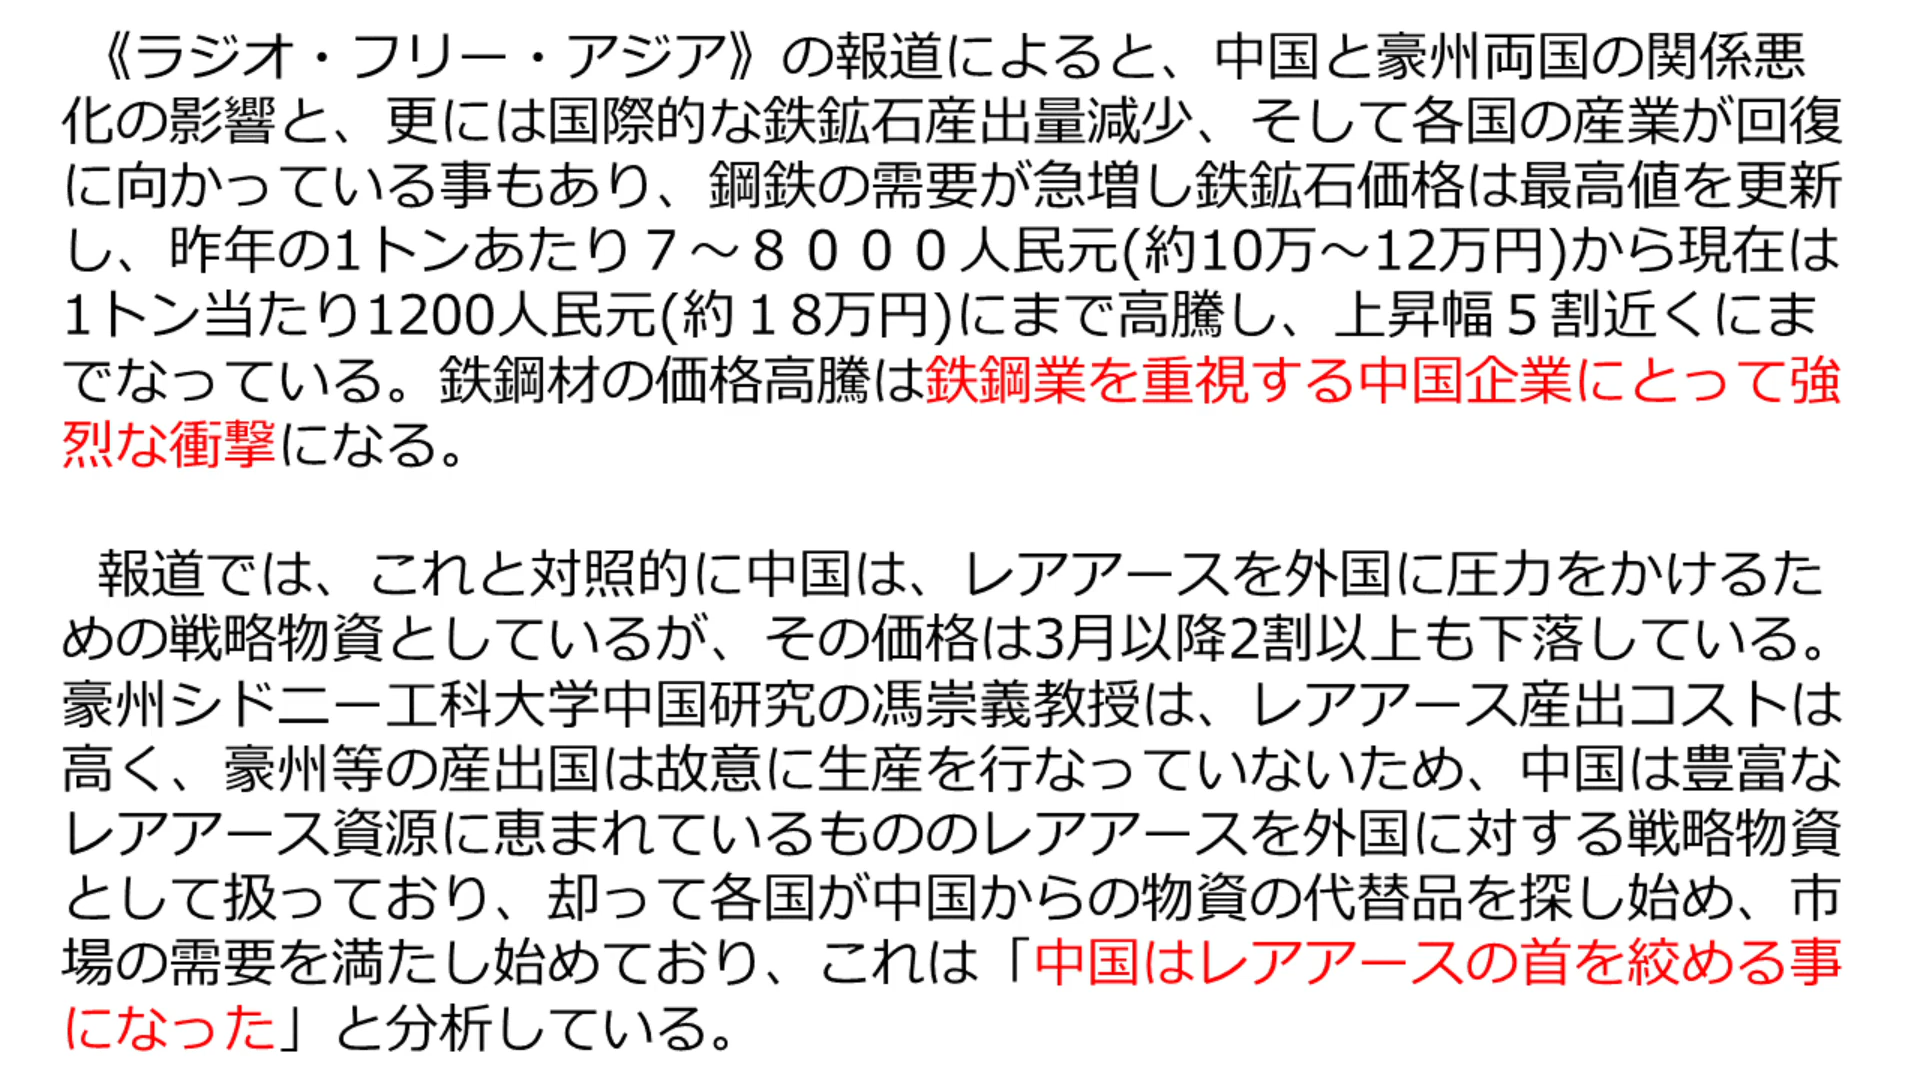 《ラジオ・フリー・アジア》の報道によると、中国と豪州両国の関係悪
化の影響と、更には国際的な鉄鉱石産出量減少、そして各国の産業が回復
に向かっている事もあり、鋼鉄の需要が急増し鉄鉱石価格は最高値を更新
し、昨年の1トンあたり７～８０００人民元(約10万～12万円)から現在は
1トン当たり1200人民元(約１8万円)にまで高騰し、上昇幅５割近くにま
でなっている。鉄鋼材の価格高騰は鉄鋼業を重視する中国企業にとって強
烈な衝撃になる。
報道では、これと対照的に中国は、レアアースを外国に圧力をかけるた
めの戦略物資としているが、その価格は3月以降2割以上も下落している。
豪州シドニー工科大学中国研究の馮崇義教授は、レアアース産出コストは
高く、豪州等の産出国は故意に生産を行なっていないため、中国は豊富な
レアアース資源に恵まれているもののレアアースを外国に対する戦略物資
として扱っており、却って各国が中国からの物資の代替品を探し始め、市
場の需要を満たし始めており、これは「中国はレアアースの首を絞める事
になった」と分析している。